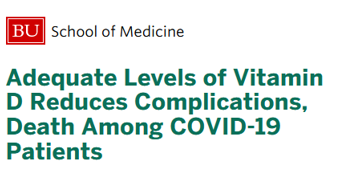 BU School of Medicine
Adequate Levels of Vitamin
D Reduces Complications,
Death Among COVID-19
Patients